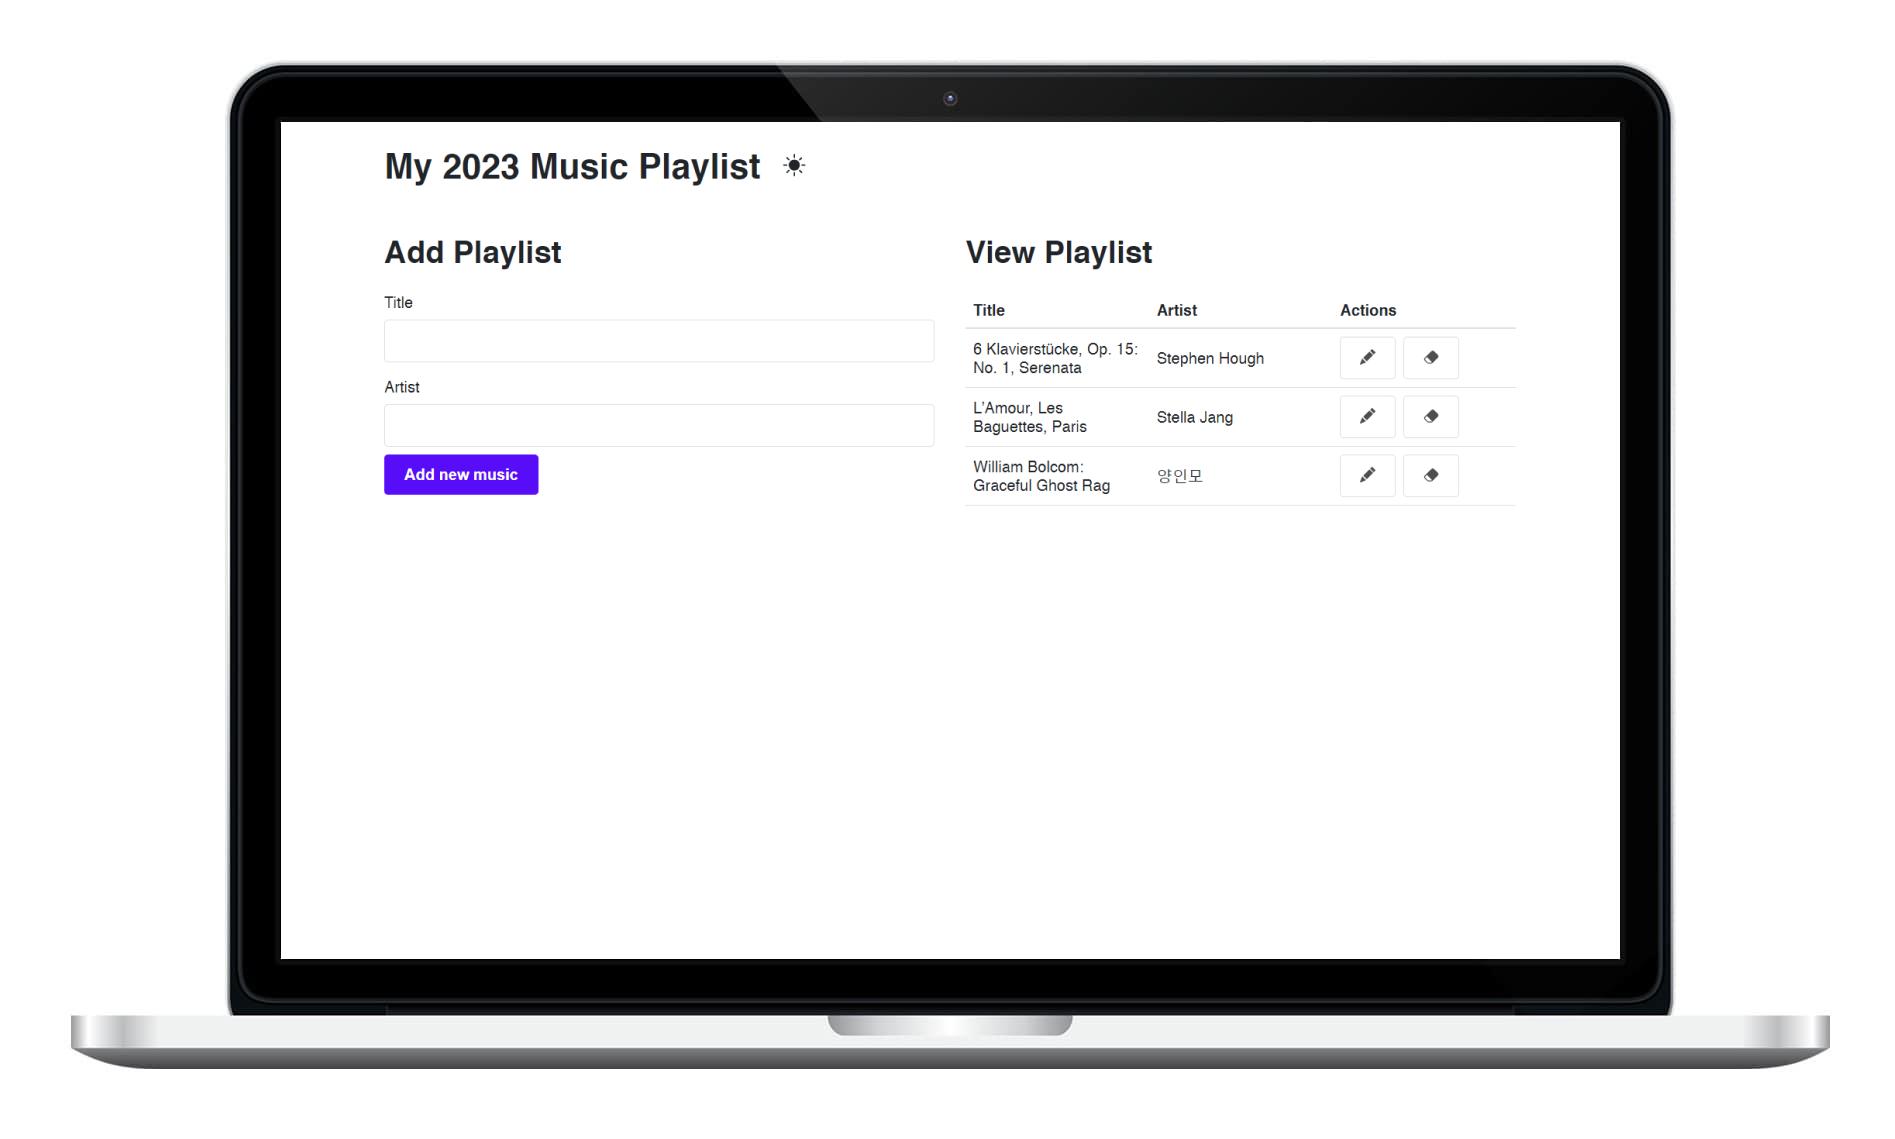 My 2023 Music Playlist
Add Playlist
Title
Artist
Add new music
View Playlist
Title Artist Actions
6 Klavierstücke, Op. 15:
No. 1, Serenata
Stephen Hough
L'Amour, Les
Baguettes, Paris
Stella Jang
William Bolcom:
Graceful Ghost Rag
양인모